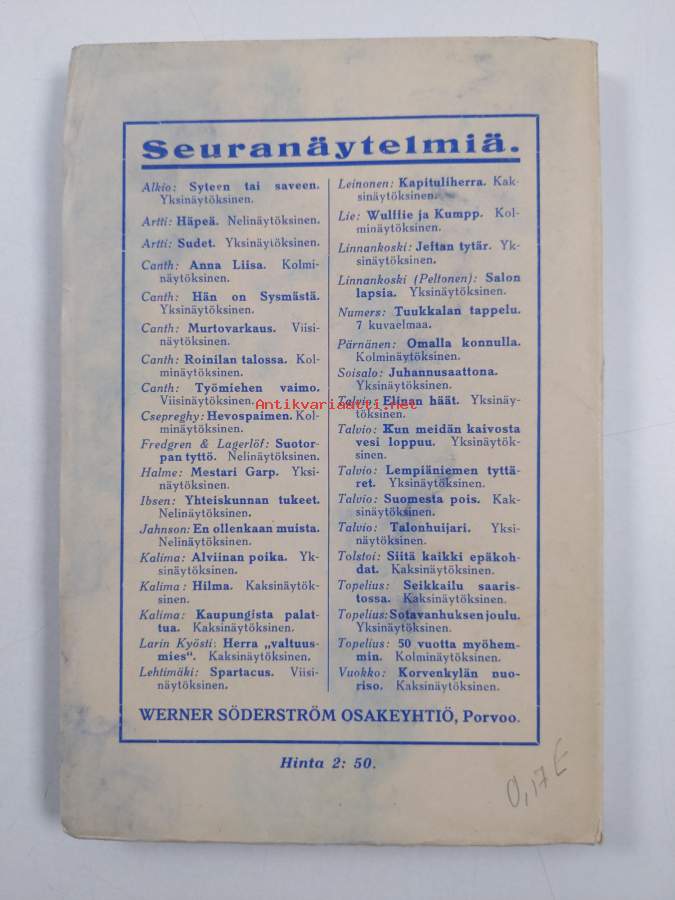 Seuranäytelmiä.
Alkio: Syteen tai saveen.
Yksinäytöksinen.
Artti: Häpeä. Nelinäytöksinen.
Artti: Sudet. Yksinäytöksinen.
Canth: Anna Liisa. Kolmi-
näytöksinen.
Canth: Hän on Sysmästä.
Yksinäytöksinen.
Canth: Murtovarkaus. Viisi-
näytöksinen.
Canth: Roinilan talossa. Kol-
minäytöksinen.
Canth: Työmiehen vaimo.
Viisinäytöksinen.
Csepreghy: Hevospaimen. Kol-
minäytöksinen.
Fredgren & Lagerlöf: Suotor-
pan tyttö. Nelinäytöksinen.
Halme: Mestari Garp. Yksi-
näytöksinen.
Ibsen: Yhteiskunnan tukeet.
Nelinäytöksinen.
Jahnson: En ollenkaan muista.
Nelinäytöksinen.
Kalima: Alviinan poika. Yk-
sinäytöksinen.
Kalima: Hilma. Kaksinäytök-
sinen.
Kalima: Kaupungista palat-
tua. Kaksinäytöksinen.
Larin Kyösti: Herra „valtuus-
mies“. Kaksinäytöksinen.
Lehtimäki: Spartacus. Viisi-
näytöksinen.
Leinonen: Kapituliherra. Kak-
sinäytöksinen.
Lie: Wulffie ja Kumpp. Kol-
minäytöksinen.
Linnankoski: Jeftan tytär. Yk-
sinäytöksinen.
Linnankoski (Peltonen): Salon
lapsia. Yksinäytöksinen.
Numers: Tuukkalan tappelu.
7 kuvaelmaa.
Pärnänen: Omalla konnulla.
Kolminäytöksinen.
Soisalo: Juhannusaattona.
Yksinäytöksinen.
Talvio: Elinan häät. Yksinäy-
töksinen.
Talvio: Kun meidän kaivosta
vesi loppuu. Yksinäytök-
sinen.
Talvio: Lempiäniemen tyttä-
ret. Yksinäytöksinen.
Talvio: Suomesta pois. Kak-
sinäytöksinen.
Talvio: Talonhuijari. Yksi-
näytöksinen.
Tolstoi: Siitä kaikki epäkoh-
dat. Kaksinäytöksinen.
Topelius: Seikkailu saaris-
tossa. Kaksinäytöksinen.
Topelius: Sotavanhuksen joulu.
Yksinäytöksinen.
Topelius: 50 vuotta myöhem-
min. Kolminäytöksinen.
Vuokko: Korvenkylän nuo-
riso. Kaksinäytöksinen.
Antikvariaatti.net
WERNER SÖDERSTRÖM OSAKEYHTIÖ, Porvoo.
Hinta 2: 50.
0,17 €